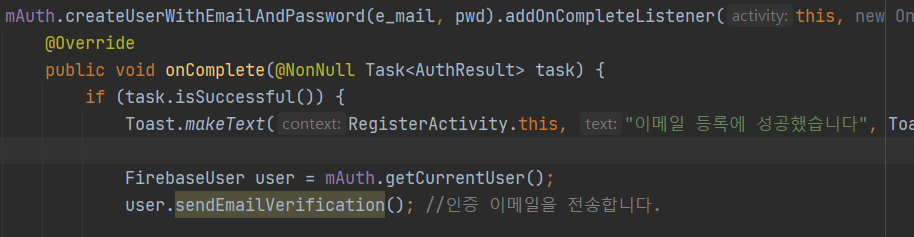 mAuth.createUserWithEmailAndPassword(e_mail, pwd).addOnCompleteListener( activity: this, new On
@Override
public void onComplete(@NonNull Task<AuthResult> task) {
if (task.isSuccessful()) {
Toast.makeText( context: RegisterActivity.this, text: "이메일 등록에 성공했습니다", Toa
FirebaseUser user = mAuth.getCurrentUser();
user.sendEmailVerification(); //인증 이메일을 전송합니다.